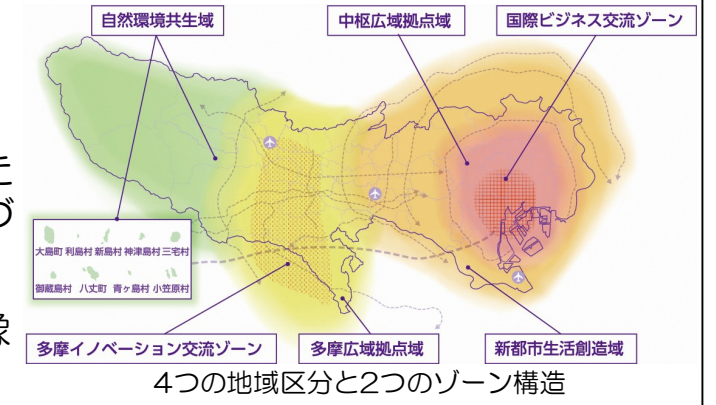 自然環境共生域
中枢広域拠点域
国際ビジネス交流ゾーン
た
づ
像
大島町 利島村 新島村 神津島村 三宅村
御蔵島村 八丈町 青ヶ島村 小笠原村
多摩イノベーション交流ゾーン
多摩広域拠点域
新都市生活創造域
4つの地域区分と2つのゾーン構造